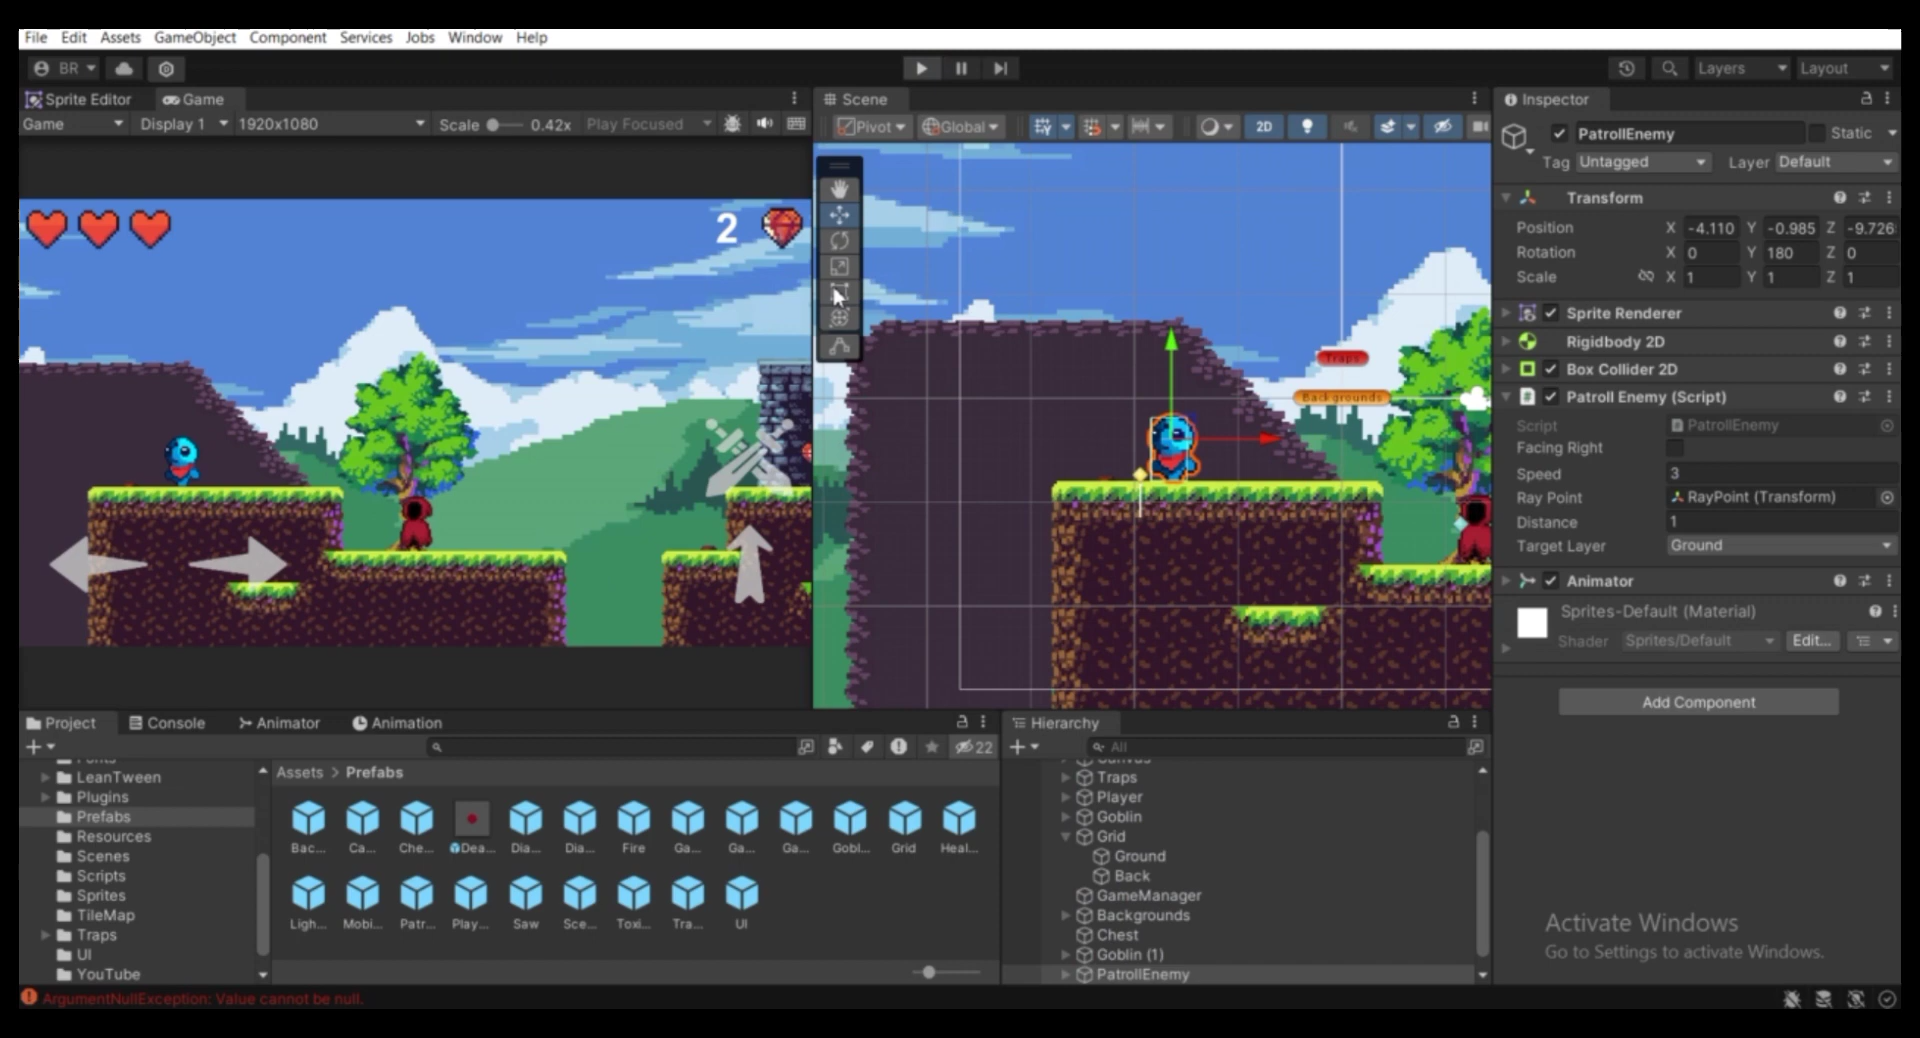 File Edit Assets GameObject Component Services Jobs Window Help
BR Layers Layout
Sprite Editor Game
Game Display 1 1920x1080 Scale 0.42x Play Focused
2
Scene
Pivot Global 2D
Traps
Backgrounds
Inspector
PatrollEnemy Static
Tag Untagged Layer Default
Transform
Position X -4.110 Y -0.985 Z -9.726
Rotation X 0 Y 180 Z 0
Scale X 1 Y 1 Z 1
Sprite Renderer
Rigidbody 2D
Box Collider 2D
Patroll Enemy (Script)
Script PatrollEnemy
Facing Right
Speed 3
Ray Point RayPoint (Transform)
Distance 1
Target Layer Ground
Animator
Sprites-Default (Material)
Shader Sprites/Default Edit...
Add Component
Project Console Animator Animation
22
LeanTween
Plugins
Prefabs
Resources
Scenes
Scripts
Sprites
TileMap
Traps
UI
YouTube
Assets > Prefabs
Bac... Ca... Che... Dea... Dia... Dia... Fire Ga... Ga... Ga... Gobl... Grid Heal...
Ligh... Mobi... Patr... Play... Saw Sce... Toxi... Tra... UI
Hierarchy
All
Traps
Player
Goblin
Grid
Ground
Back
GameManager
Backgrounds
Chest
Goblin (1)
PatrollEnemy
Activate Windows
Go to Settings to activate Windows.
ArgumentNullException: Value cannot be null.